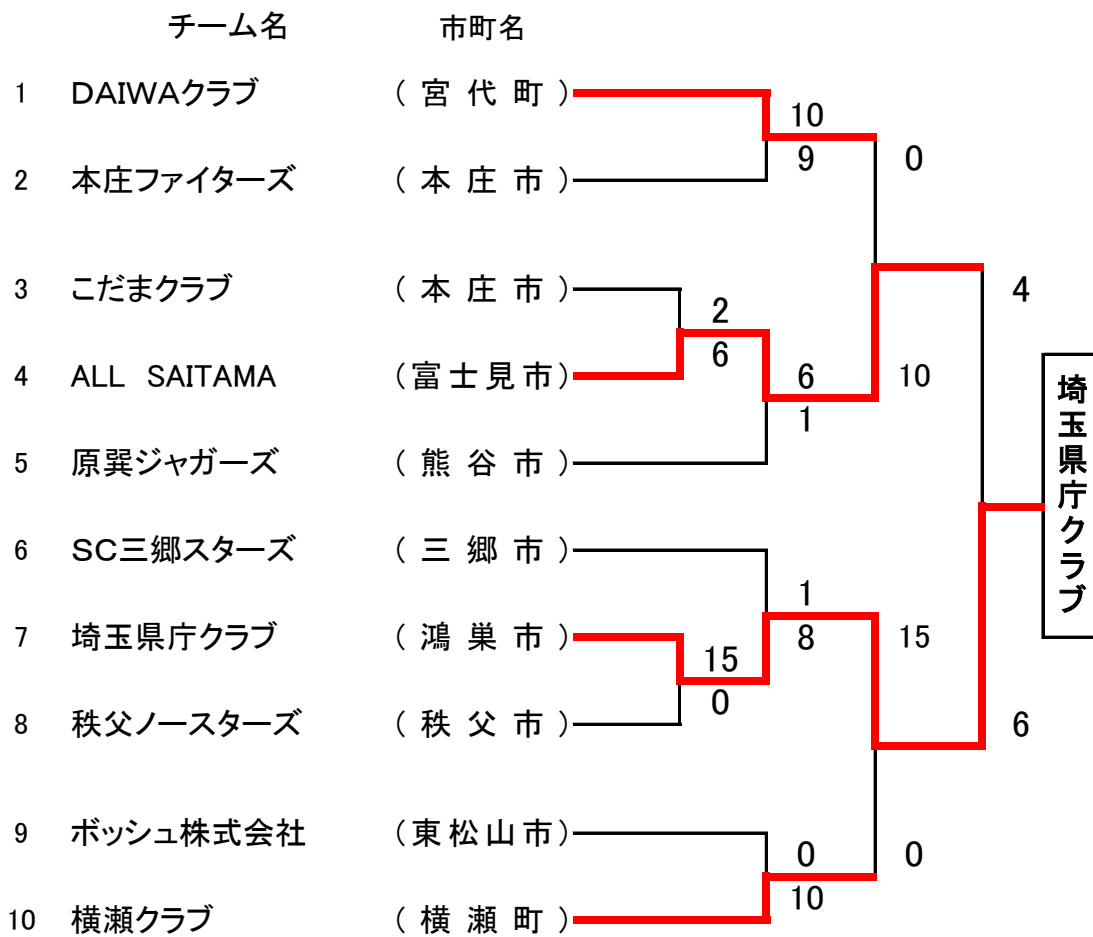 チーム名 市町名
1 DAIWAクラブ (宮代町)
10
9
0
2 本庄ファイターズ (本庄市)
3 こだまクラブ (本庄市)
2
6
4
4 ALL SAITAMA (富士見市)
6
1
10
5 原巽ジャガーズ (熊谷市)
埼玉県庁クラブ
6 SC三郷スターズ (三郷市)
1
8
15
7 埼玉県庁クラブ (鴻巣市)
15
0
8 秩父ノースターズ (秩父市)
6
9 ボッシュ株式会社 (東松山市)
0
10
0
10 横瀬クラブ (横瀬町)